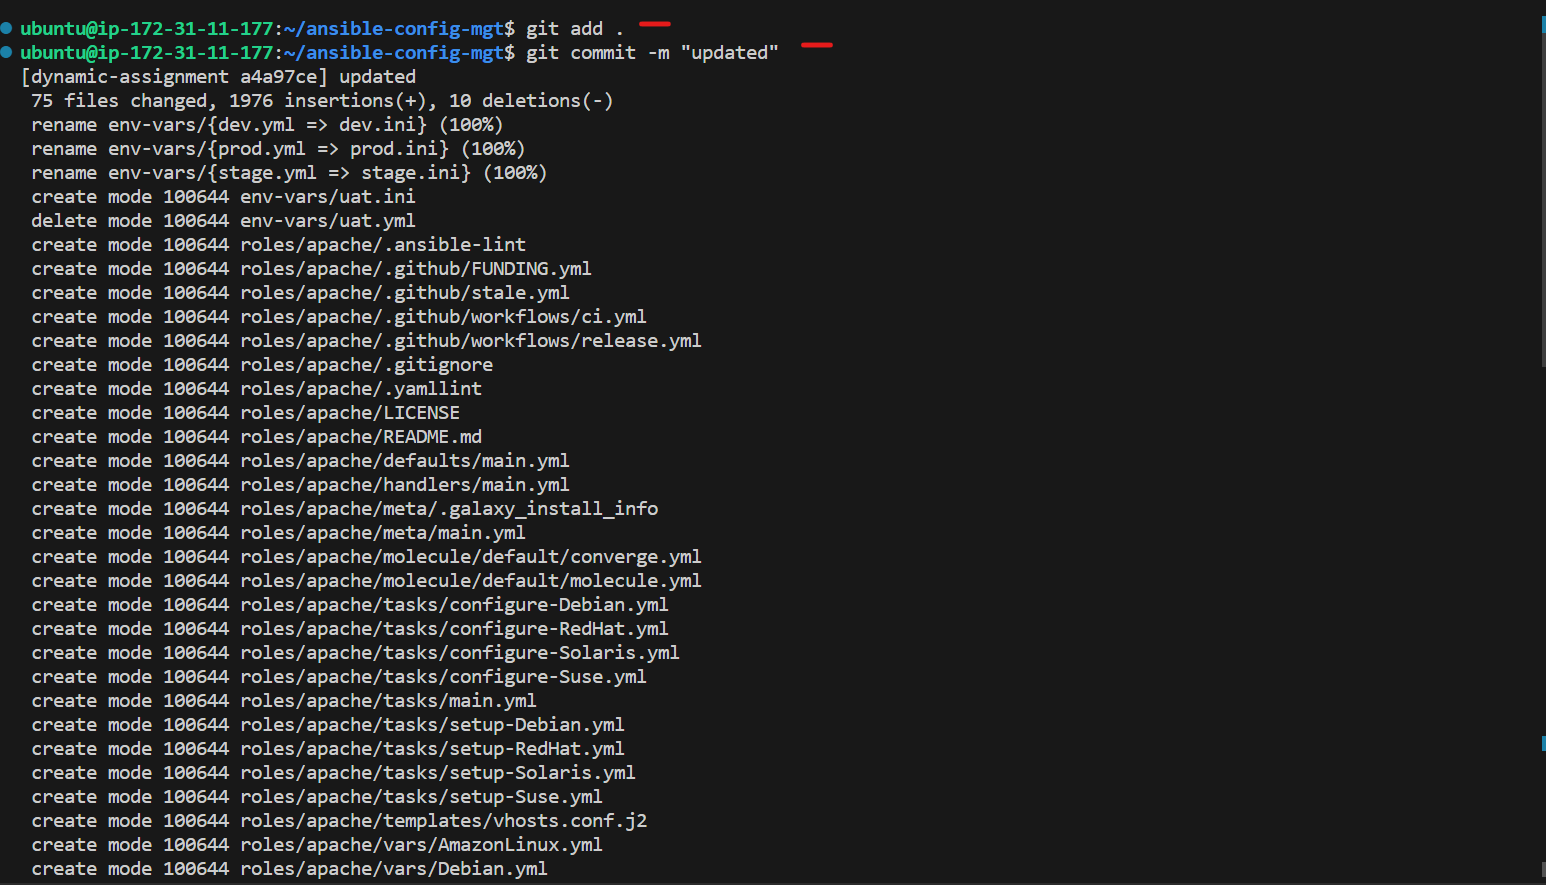 ubuntu@ip-172-31-11-177:~/ansible-config-mgt$ git add .
ubuntu@ip-172-31-11-177:~/ansible-config-mgt$ git commit -m "updated"
[dynamic-assignment a4a97ce] updated
75 files changed, 1976 insertions(+), 10 deletions(-)
rename env-vars/{dev.yml => dev.ini} (100%)
rename env-vars/{prod.yml => prod.ini} (100%)
rename env-vars/{stage.yml => stage.ini} (100%)
create mode 100644 env-vars/uat.ini
delete mode 100644 env-vars/uat.yml
create mode 100644 roles/apache/.ansible-lint
create mode 100644 roles/apache/.github/FUNDING.yml
create mode 100644 roles/apache/.github/stale.yml
create mode 100644 roles/apache/.github/workflows/ci.yml
create mode 100644 roles/apache/.github/workflows/release.yml
create mode 100644 roles/apache/.gitignore
create mode 100644 roles/apache/.yamllint
create mode 100644 roles/apache/LICENSE
create mode 100644 roles/apache/README.md
create mode 100644 roles/apache/defaults/main.yml
create mode 100644 roles/apache/handlers/main.yml
create mode 100644 roles/apache/meta/.galaxy_install_info
create mode 100644 roles/apache/meta/main.yml
create mode 100644 roles/apache/molecule/default/converge.yml
create mode 100644 roles/apache/molecule/default/molecule.yml
create mode 100644 roles/apache/tasks/configure-Debian.yml
create mode 100644 roles/apache/tasks/configure-RedHat.yml
create mode 100644 roles/apache/tasks/configure-Solaris.yml
create mode 100644 roles/apache/tasks/configure-Suse.yml
create mode 100644 roles/apache/tasks/main.yml
create mode 100644 roles/apache/tasks/setup-Debian.yml
create mode 100644 roles/apache/tasks/setup-RedHat.yml
create mode 100644 roles/apache/tasks/setup-Solaris.yml
create mode 100644 roles/apache/tasks/setup-Suse.yml
create mode 100644 roles/apache/templates/vhosts.conf.j2
create mode 100644 roles/apache/vars/AmazonLinux.yml
create mode 100644 roles/apache/vars/Debian.yml